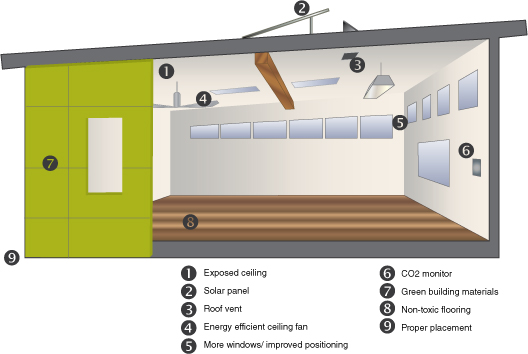 2
1
3
4
5
6
7
8
9
1 Exposed ceiling
2 Solar panel
3 Roof vent
4 Energy efficient ceiling fan
5 More windows/ improved positioning
6 CO2 monitor
7 Green building materials
8 Non-toxic flooring
9 Proper placement